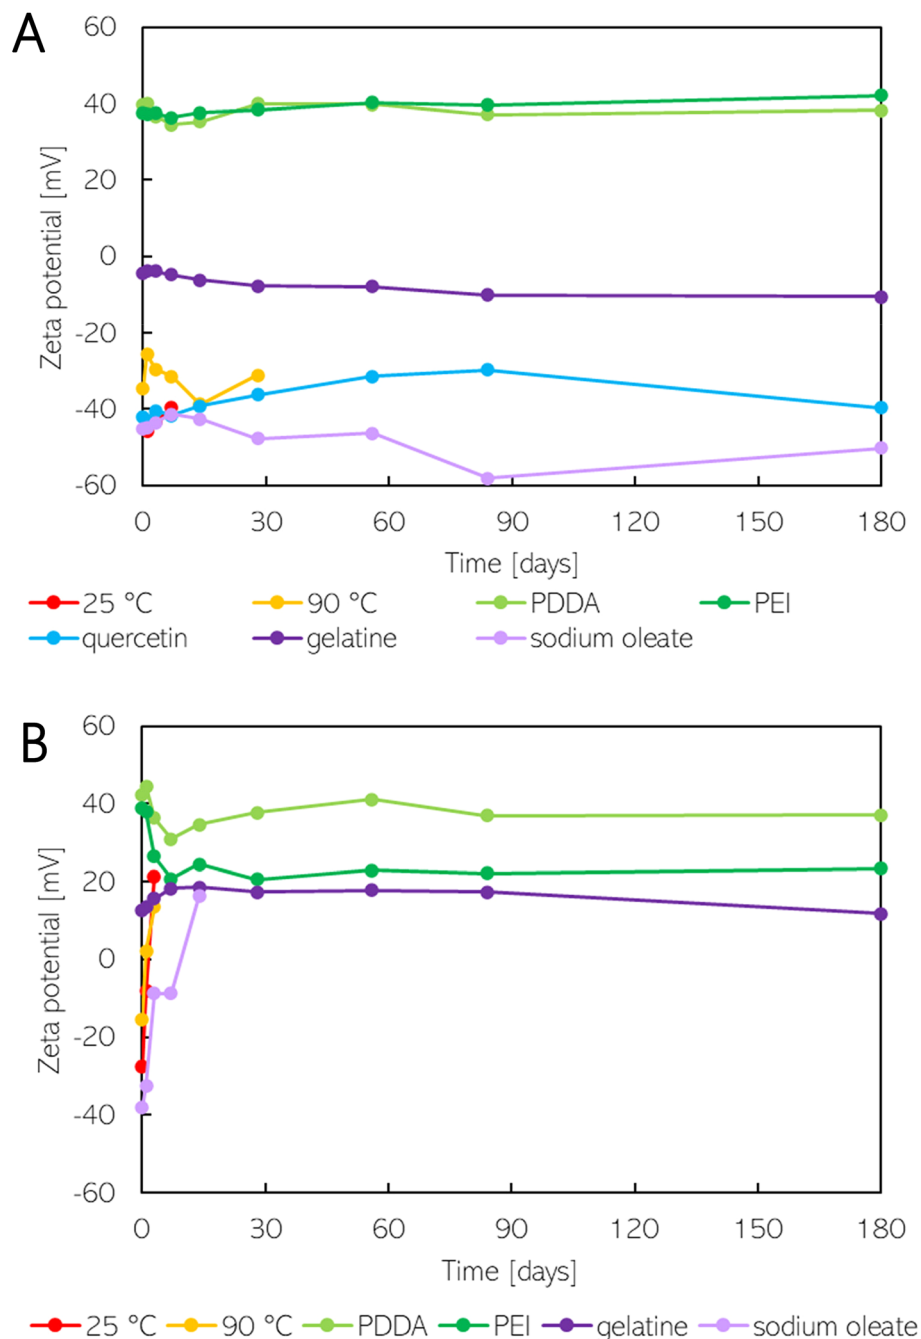 A
60
40
20
0
-20
-40
-60
Zeta potential [mV]
0 30 60 90 120 150 180
Time [days]
25 °C 90 °C PDDA PEI
quercetin gelatine sodium oleate
B
60
40
20
0
-20
-40
-60
Zeta potential [mV]
0 30 60 90 120 150 180
Time [days]
25 °C 90 °C PDDA PEI gelatine sodium oleate